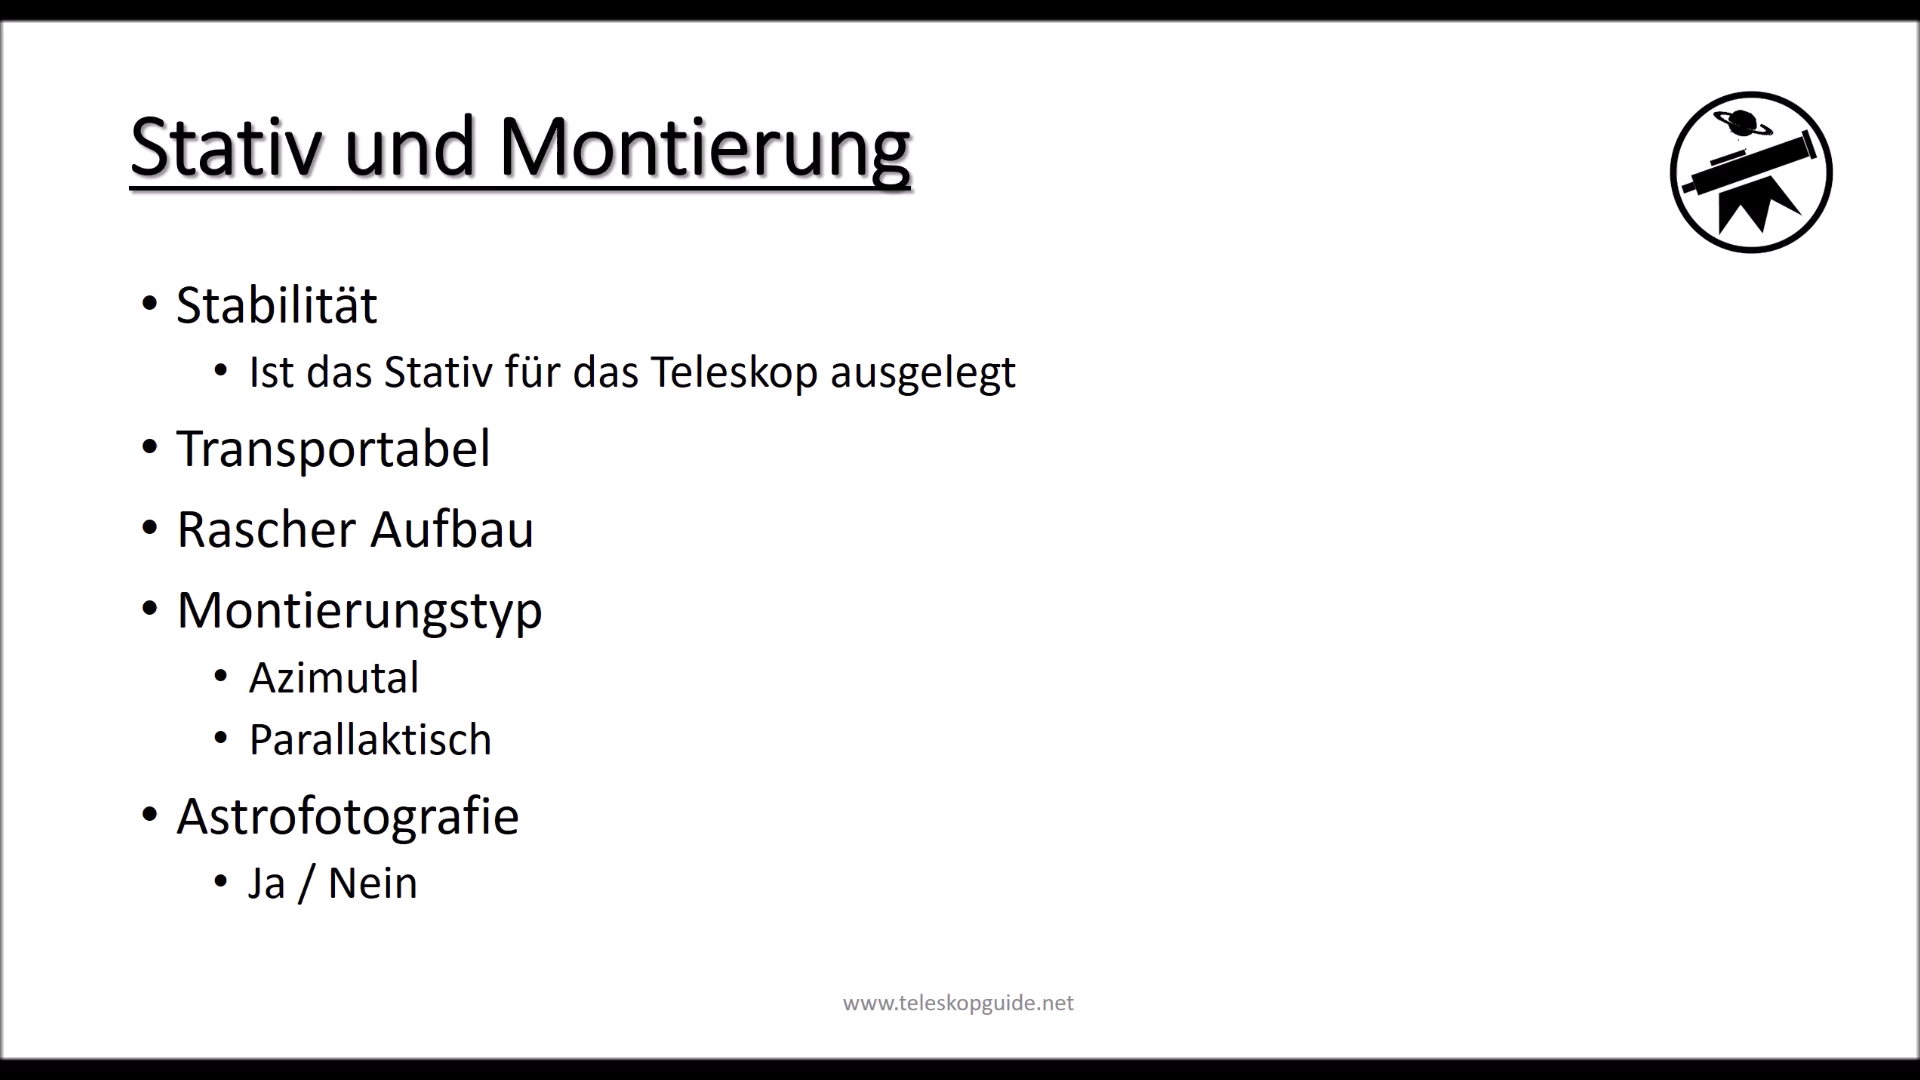 Stativ und Montierung
• Stabilität
• Ist das Stativ für das Teleskop ausgelegt
• Transportabel
• Rascher Aufbau
• Montierungstyp
• Azimutal
• Parallaktisch
• Astrofotografie
• Ja / Nein
www.teleskopguide.net